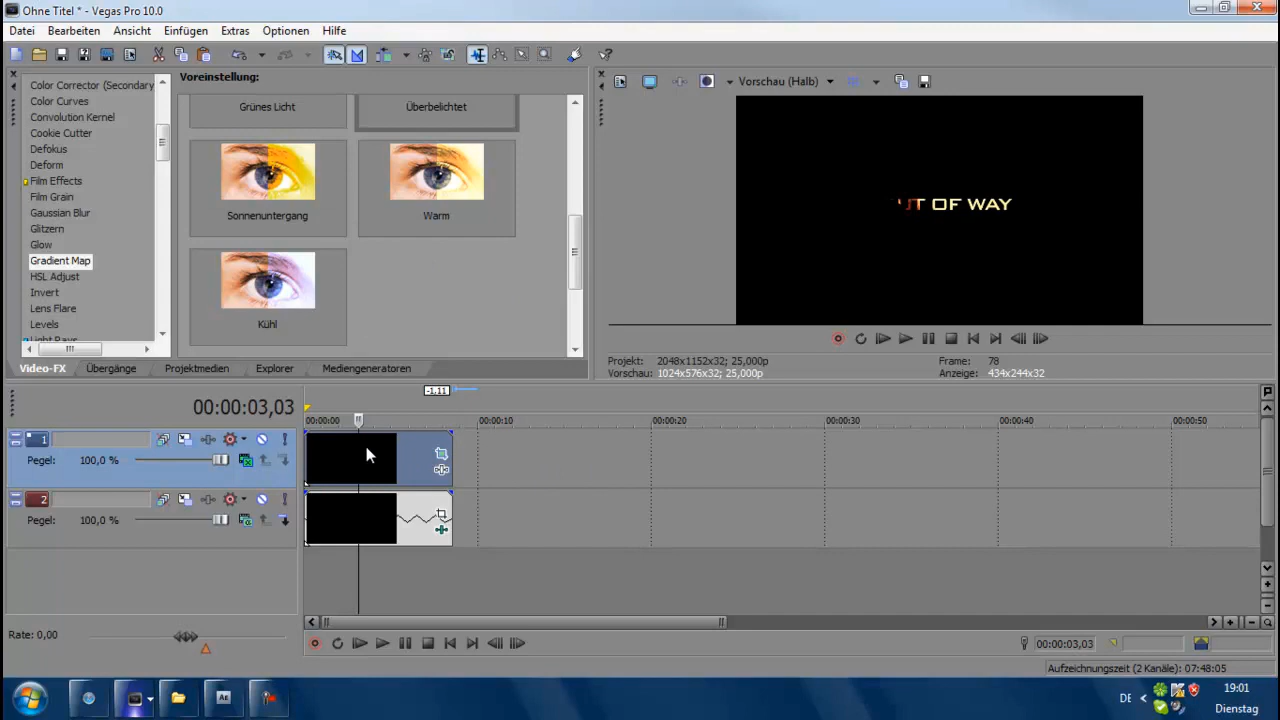 Ohne Titel * - Vegas Pro 10.0
Datei Bearbeiten Ansicht Einfügen Extras Optionen Hilfe
Color Corrector (Secondary
Color Curves
Convolution Kernel
Cookie Cutter
Defokus
Deform
Film Effects
Film Grain
Gaussian Blur
Glitzern
Glow
Gradient Map
HSL Adjust
Invert
Lens Flare
Levels
Light Rays
Voreinstellung:
Grünes Licht Überbelichtet
Sonnenuntergang Warm
Kühl
Video-FX Übergänge Projektmedien Explorer Mediengeneratoren
Vorschau (Halb)
UT OF WAY
Projekt: 2048x1152x32; 25,000p Frame: 78
Vorschau: 1024x576x32; 25,000p Anzeige: 434x244x32
00:00:03,03
-1.11
00:00:00 00:00:10 00:00:20 00:00:30 00:00:40 00:00:50
1
Pegel: 100,0 %
2
Pegel: 100,0 %
Rate: 0,00
00:00:03,03
Aufzeichnungszeit (2 Kanäle): 07:48:05
Ae
DE
19:01
Dienstag